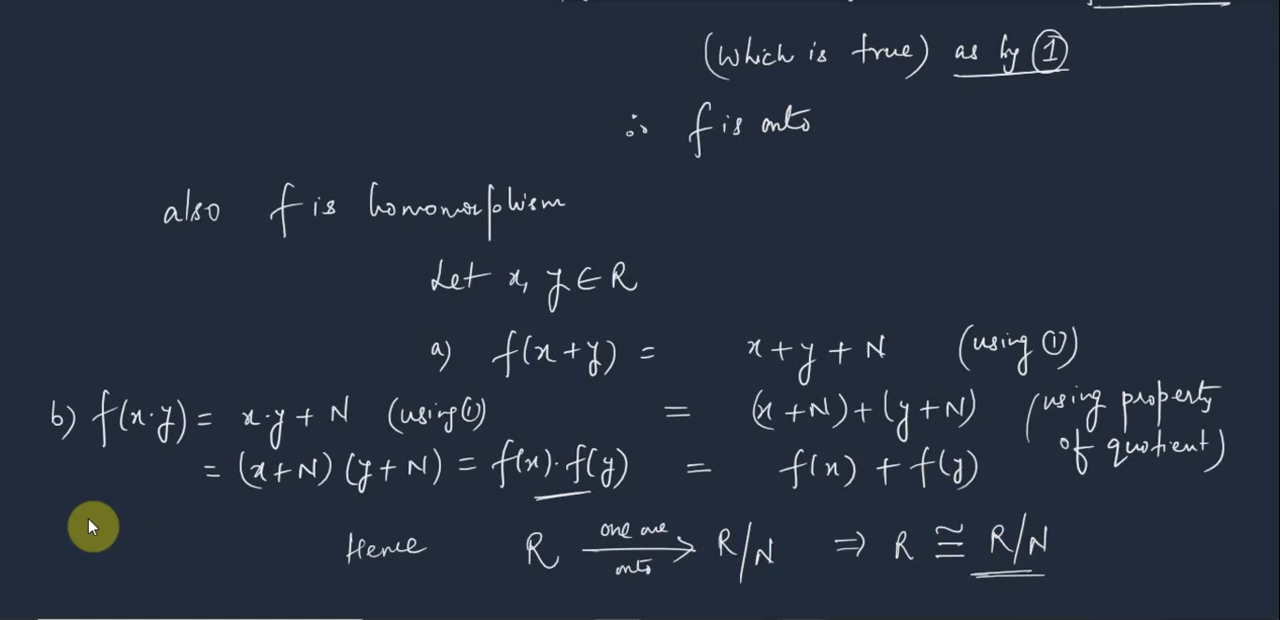 (which is true) as by ①
∴ f is onto
also f is homomorphism
Let x, y ∈ R
a) f(x+y) = x+y+N (using ①)
= (x+N)+(y+N) (using property of quotient)
= f(x) + f(y)
b) f(x·y) = x·y + N (using ①)
= (x+N)(y+N) = f(x)·f(y)
Hence R one one onto → R/N ⇒ R ≅ R/N